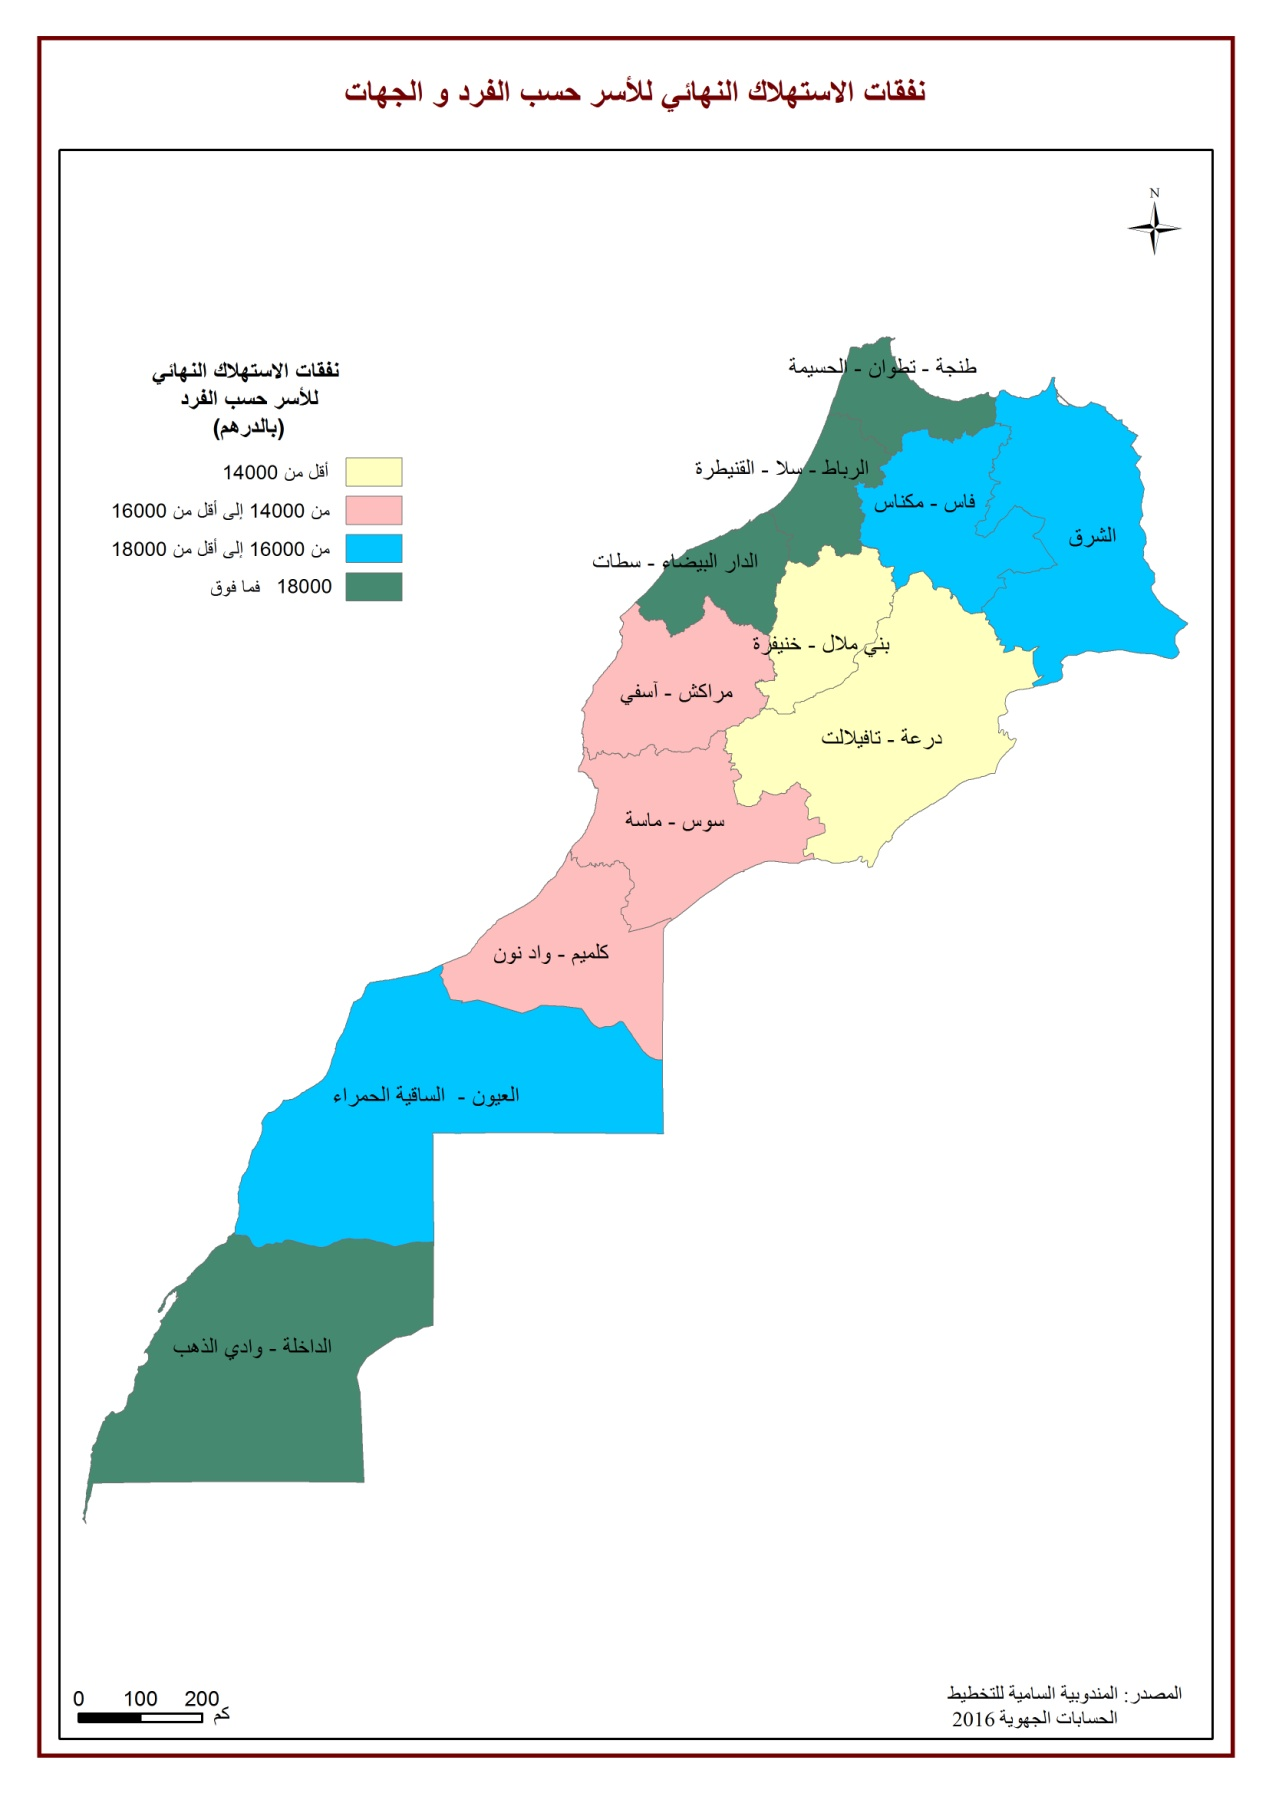 نفقات الاستهلاك النهائي للأسر حسب الفرد و الجهات
N
نفقات الاستهلاك النهائي
للأسر حسب الفرد
(بالدرهم)
أقل من 14000
من 14000 إلى أقل من 16000
من 16000 إلى أقل من 18000
18000 فما فوق
طنجة - تطوان - الحسيمة
الرباط - سلا - القنيطرة
فاس - مكناس
الشرق
الدار البيضاء - سطات
بني ملال - خنيفرة
مراكش - آسفي
درعة - تافيلالت
سوس - ماسة
كلميم - واد نون
العيون - الساقية الحمراء
الداخلة - وادي الذهب
0 100 200
كم
المصدر: المندوبية السامية للتخطيط
الحسابات الجهوية 2016